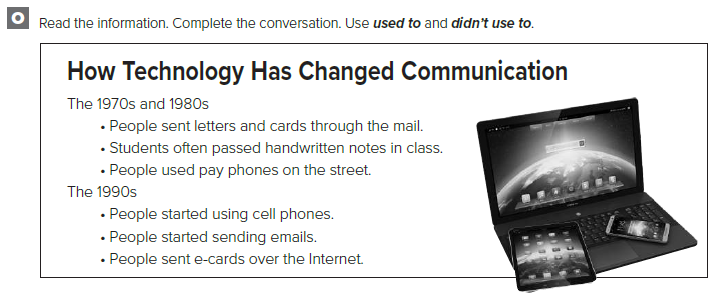 O Read the information. Complete the conversation. Use used to and didn't use to.
How Technology Has Changed Communication
The 1970s and 1980s
• People sent letters and cards through the mail.
• Students often passed handwritten notes in class.
• People used pay phones on the street.
The 1990s
• People started using cell phones.
• People started sending emails.
• People sent e-cards over the Internet.